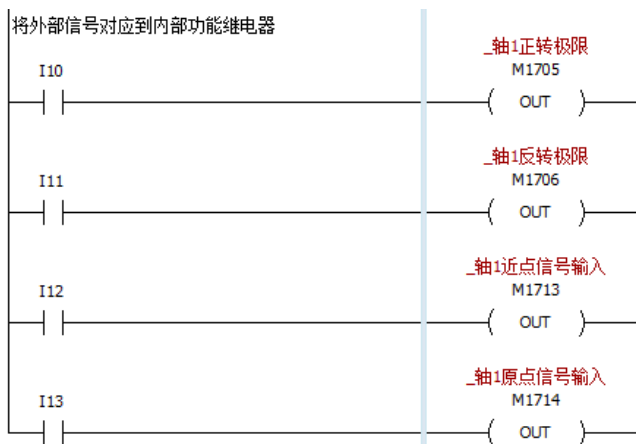 将外部信号对应到内部功能继电器
_轴1正转极限
I10 M1705
OUT
_轴1反转极限
I11 M1706
OUT
_轴1近点信号输入
I12 M1713
OUT
_轴1原点信号输入
I13 M1714
OUT